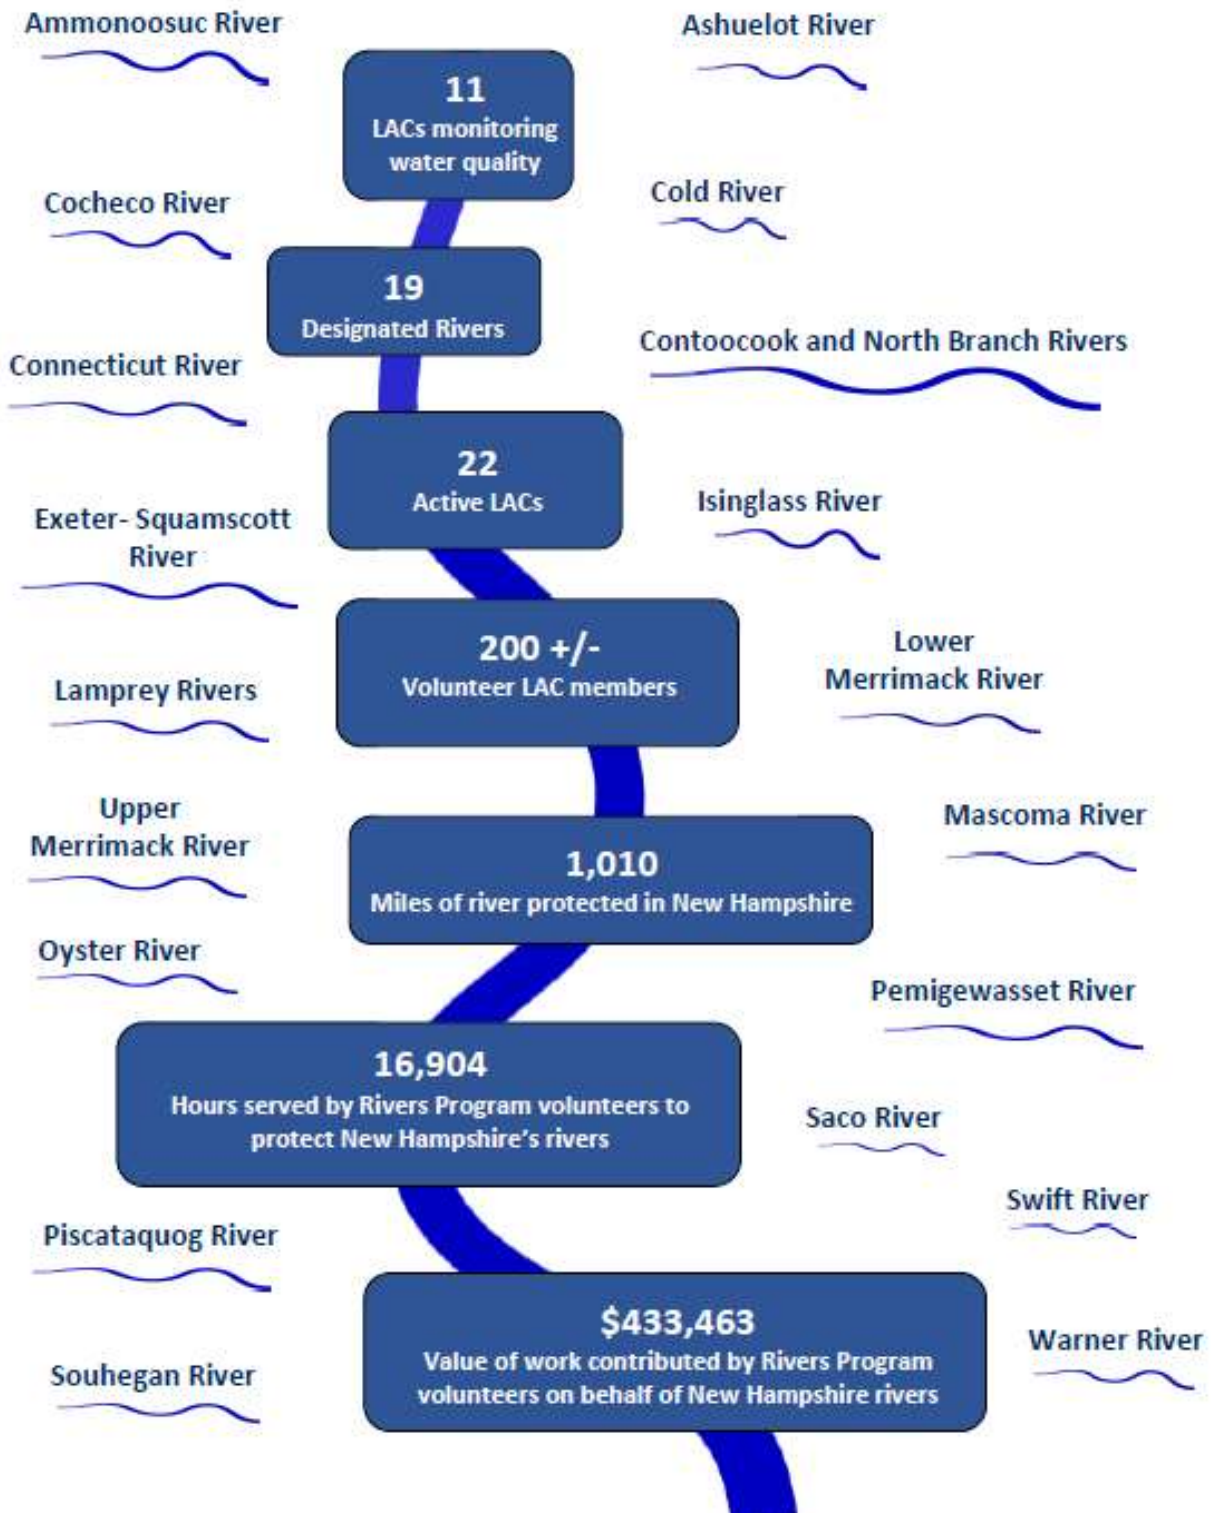 Ammonoosuc River
Ashuelot River
11
LACs monitoring
water quality
Cocheco River
Cold River
19
Designated Rivers
Contoocook and North Branch Rivers
Connecticut River
22
Active LACs
Isinglass River
Exeter- Squamscott
River
200 +/-
Volunteer LAC members
Lower
Merrimack River
Lamprey Rivers
Upper
Merrimack River
Mascoma River
1,010
Miles of river protected in New Hampshire
Oyster River
Pemigewasset River
16,904
Hours served by Rivers Program volunteers to
protect New Hampshire's rivers
Saco River
Swift River
Piscataquog River
$433,463
Value of work contributed by Rivers Program
volunteers on behalf of New Hampshire rivers
Warner River
Souhegan River